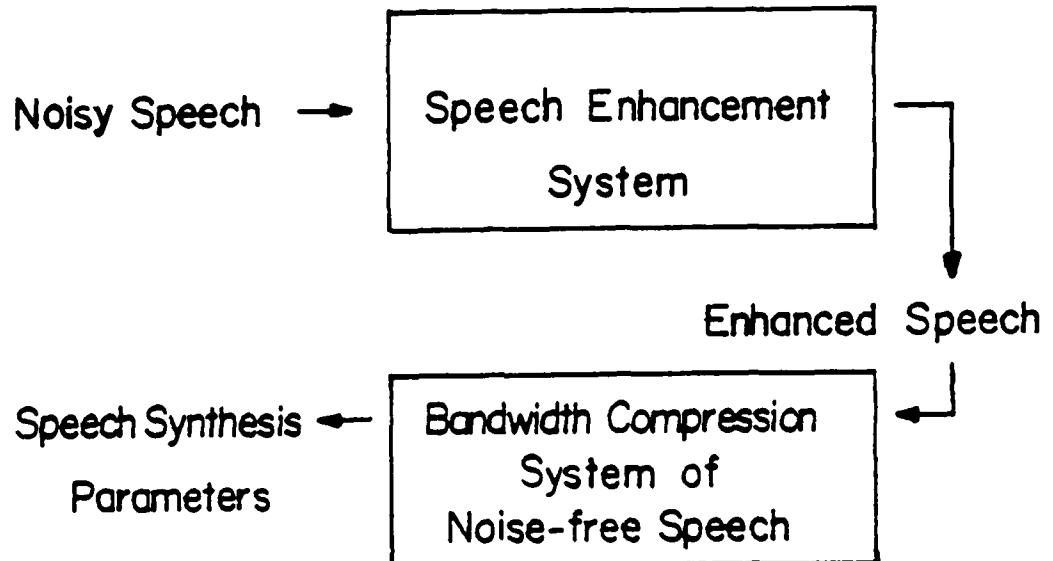 Noisy Speech
Speech Enhancement
System
Enhanced Speech
Bandwidth Compression
System of
Noise-free Speech
Speech Synthesis
Parameters